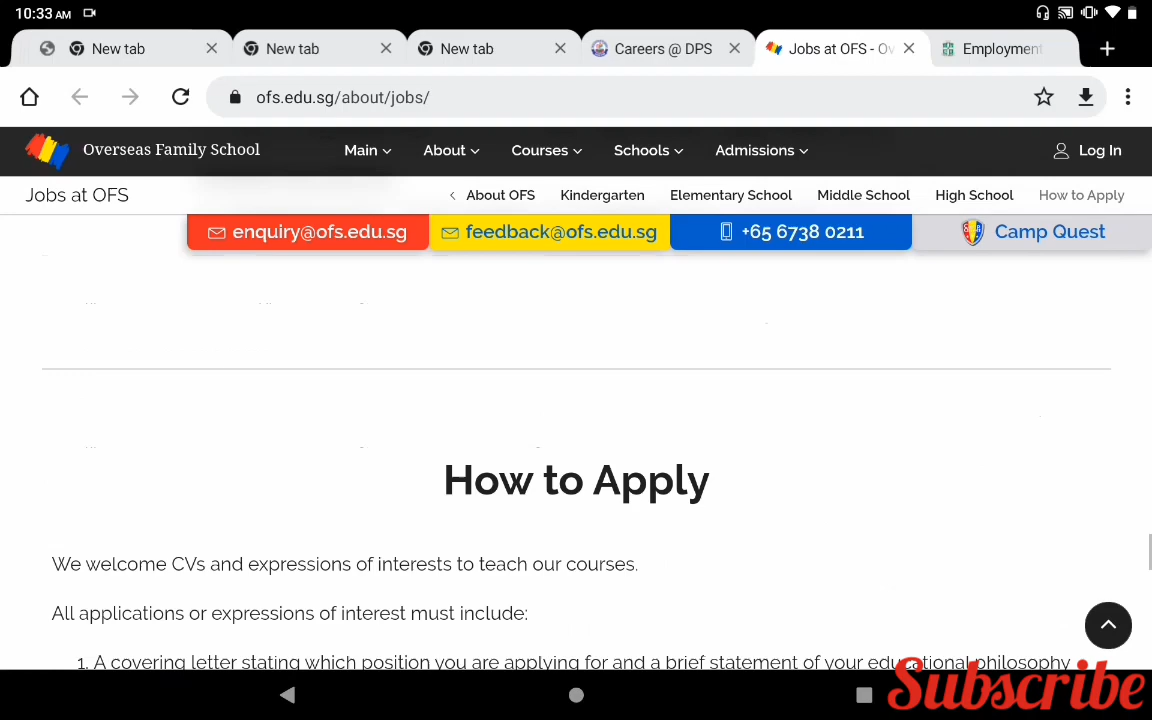 10:33 AM
New tab
New tab
New tab
Careers @ DPS
Jobs at OFS - Ov
Employment
ofs.edu.sg/about/jobs/
Overseas Family School
Main
About
Courses
Schools
Admissions
Log In
Jobs at OFS
About OFS
Kindergarten
Elementary School
Middle School
High School
How to Apply
enquiry@ofs.edu.sg
feedback@ofs.edu.sg
+65 6738 0211
Camp Quest
How to Apply
We welcome CVs and expressions of interests to teach our courses.
All applications or expressions of interest must include:
1. A covering letter stating which position you are applying for and a brief statement of your educational philosophy
Subscribe